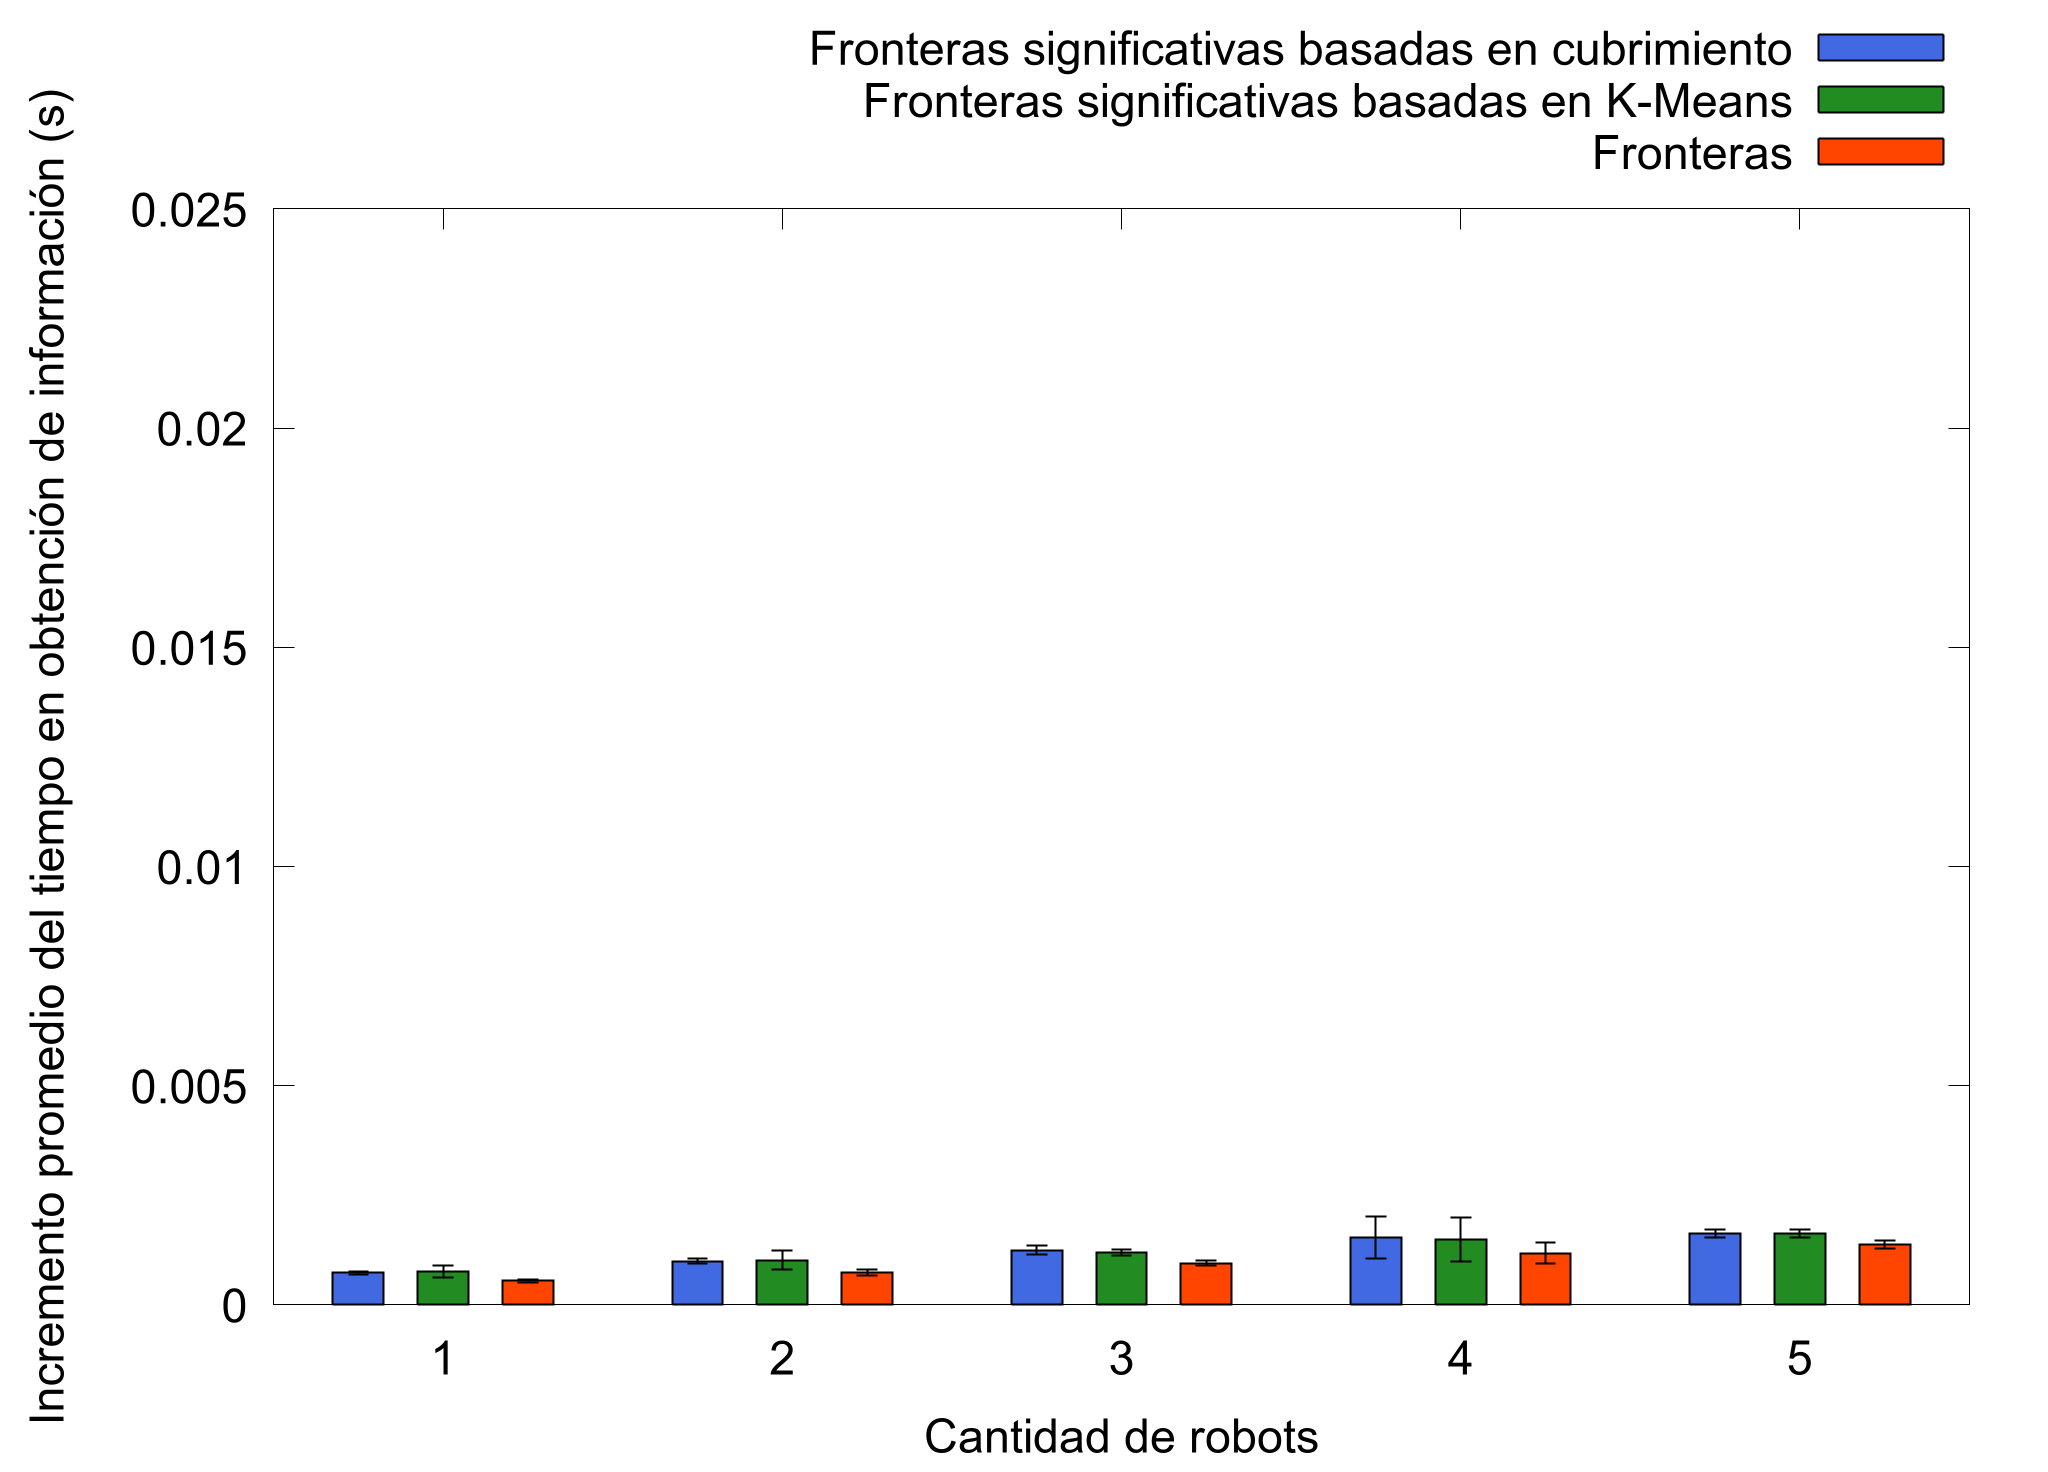 Fronteras significativas basadas en cubrimiento
Fronteras significativas basadas en K-Means
Fronteras
Incremento promedio del tiempo en obtención de información (s)
0.025
0.02
0.015
0.01
0.005
0
1 2 3 4 5
Cantidad de robots